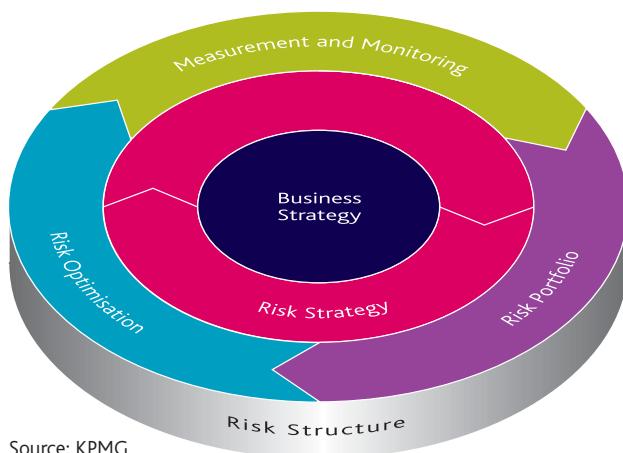 Measurement and Monitoring
Business
Strategy
Risk Optimisation
Risk Strategy
Risk Portfolio
Risk Structure
Source: KPMG